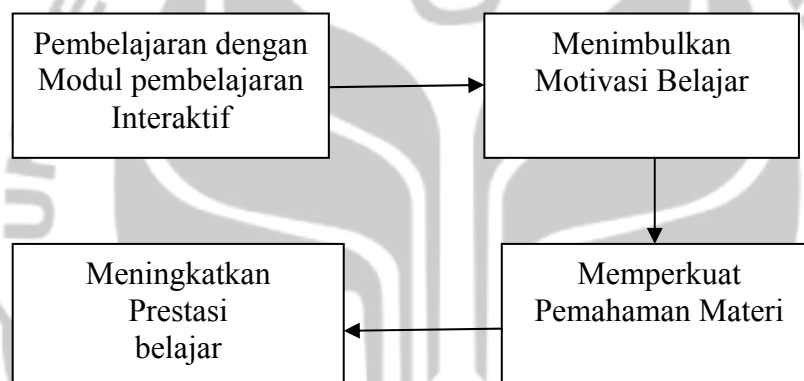 Pembelajaran dengan
Modul pembelajaran
Interaktif
Menimbulkan
Motivasi Belajar
Memperkuat
Pemahaman Materi
Meningkatkan
Prestasi
belajar